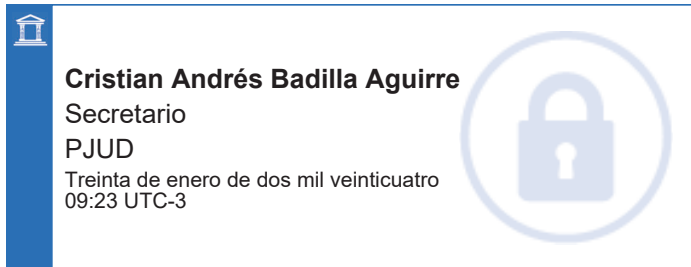 Cristian Andrés Badilla Aguirre
Secretario
PJUD
Treinta de enero de dos mil veinticuatro
09:23 UTC-3